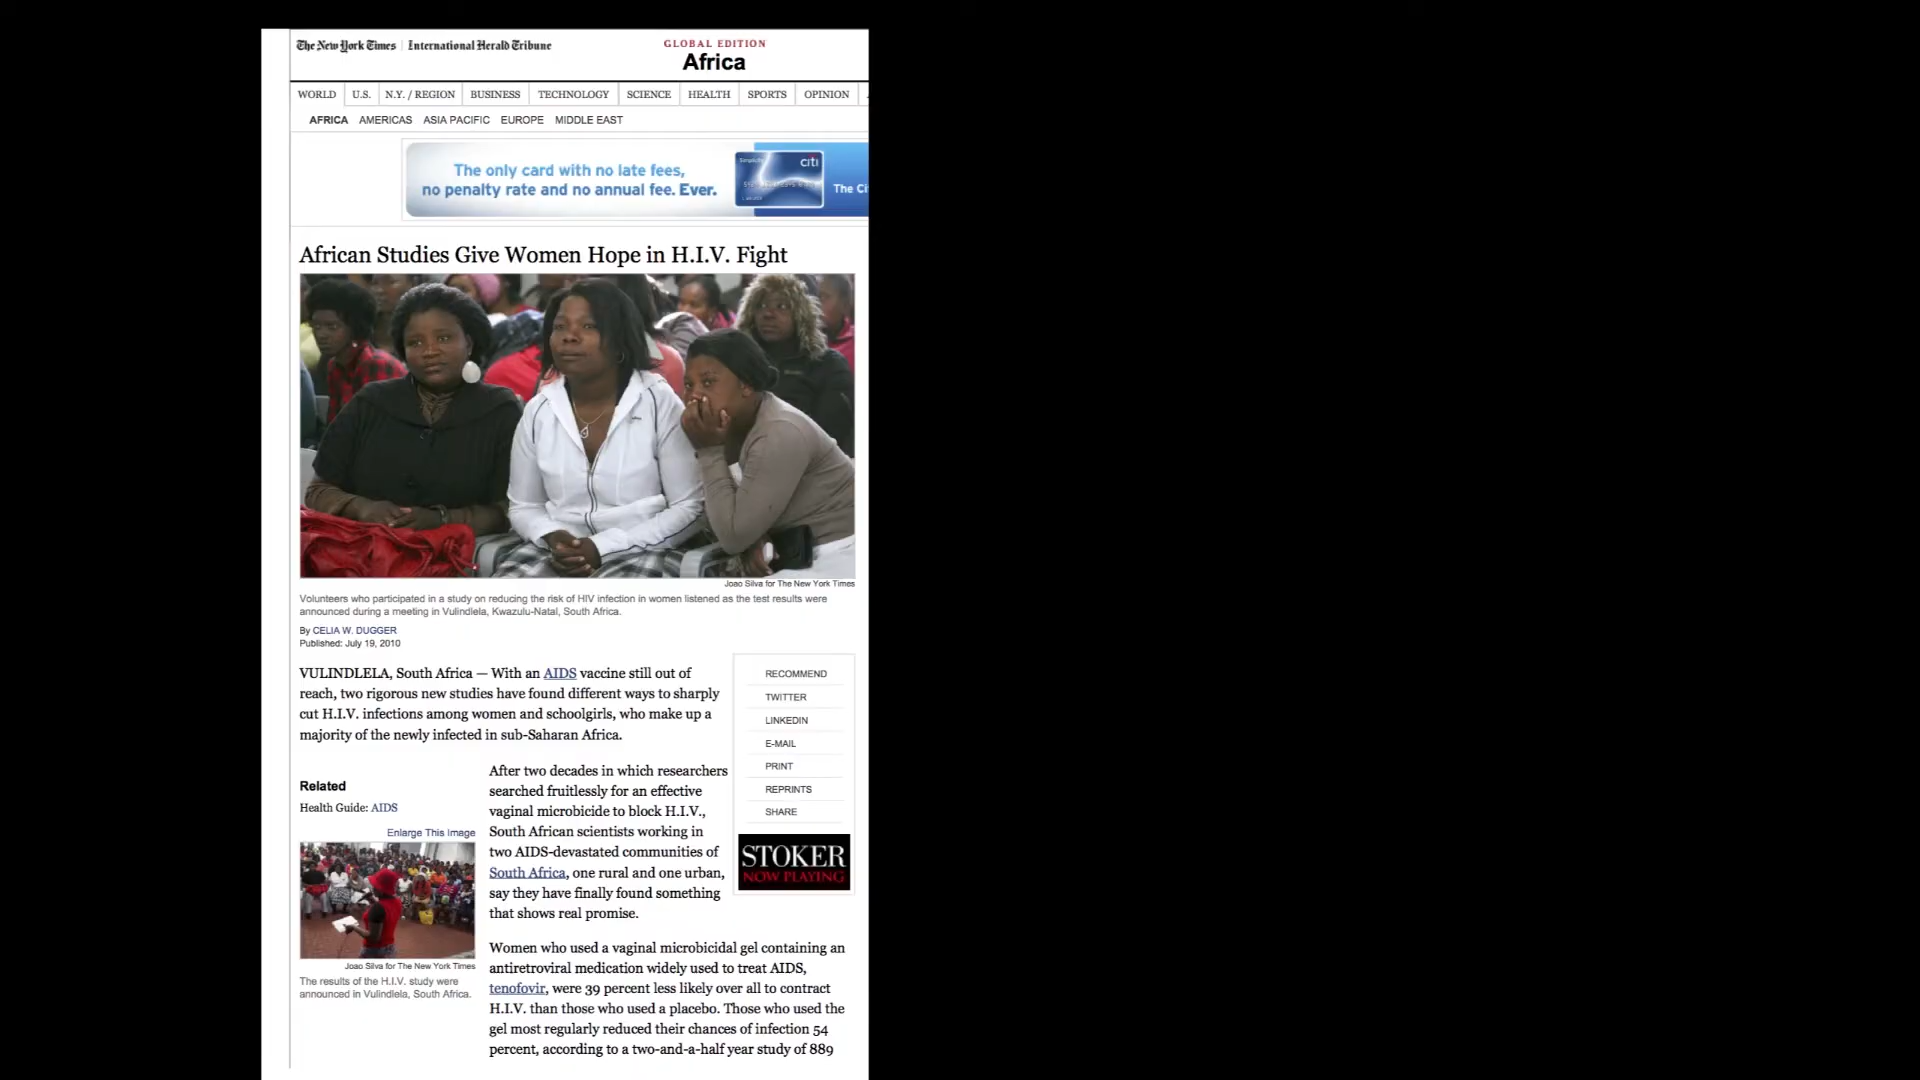 The New York Times | International Herald Tribune
GLOBAL EDITION
Africa
WORLD U.S. N.Y. / REGION BUSINESS TECHNOLOGY SCIENCE HEALTH SPORTS OPINION
AFRICA AMERICAS ASIA PACIFIC EUROPE MIDDLE EAST
The only card with no late fees,
no penalty rate and no annual fee. Ever.
Simplicity
citi
The Ci
African Studies Give Women Hope in H.I.V. Fight
Joao Silva for The New York Times
Volunteers who participated in a study on reducing the risk of HIV infection in women listened as the test results were
announced during a meeting in Vulindlela, Kwazulu-Natal, South Africa.
By CELIA W. DUGGER
Published: July 19, 2010
VULINDLELA, South Africa — With an AIDS vaccine still out of
reach, two rigorous new studies have found different ways to sharply
cut H.I.V. infections among women and schoolgirls, who make up a
majority of the newly infected in sub-Saharan Africa.
RECOMMEND
TWITTER
LINKEDIN
E-MAIL
PRINT
REPRINTS
SHARE
STOKER
NOW PLAYING
Related
Health Guide: AIDS
Enlarge This Image
Joao Silva for The New York Times
The results of the H.I.V. study were
announced in Vulindlela, South Africa.
After two decades in which researchers
searched fruitlessly for an effective
vaginal microbicide to block H.I.V.,
South African scientists working in
two AIDS-devastated communities of
South Africa, one rural and one urban,
say they have finally found something
that shows real promise.
Women who used a vaginal microbicidal gel containing an
antiretroviral medication widely used to treat AIDS,
tenofovir, were 39 percent less likely over all to contract
H.I.V. than those who used a placebo. Those who used the
gel most regularly reduced their chances of infection 54
percent, according to a two-and-a-half year study of 889